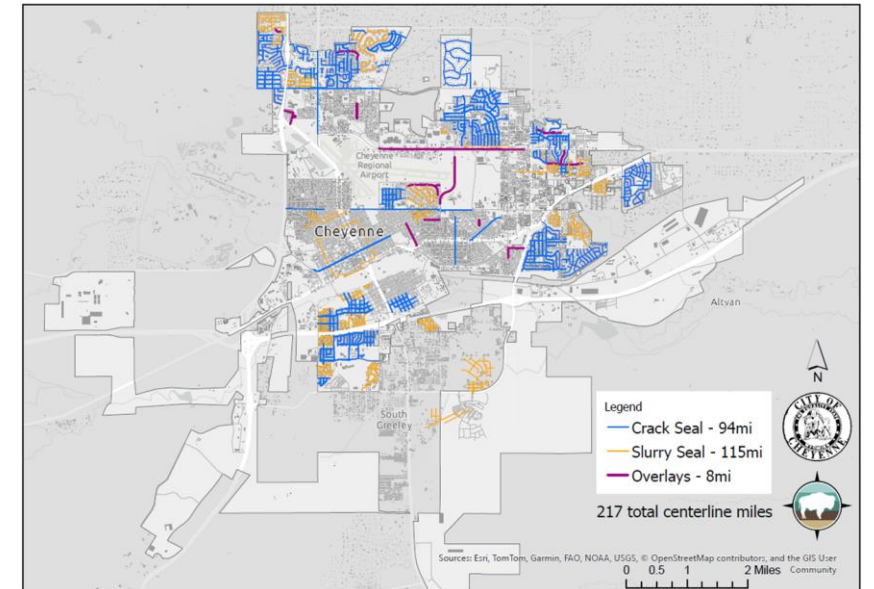 Cheyenne
Regional
Airport
Cheyenne
Altvan
South
Greeley
N
Legend
Crack Seal - 94mi
Slurry Seal - 115mi
Overlays - 8mi
217 total centerline miles
CITY OF
CHEYENNE
Sources: Esri, TomTom, Garmin, FAO, NOAA, USGS, © OpenStreetMap contributors, and the GIS User
Community
0 0.5 1 2 Miles